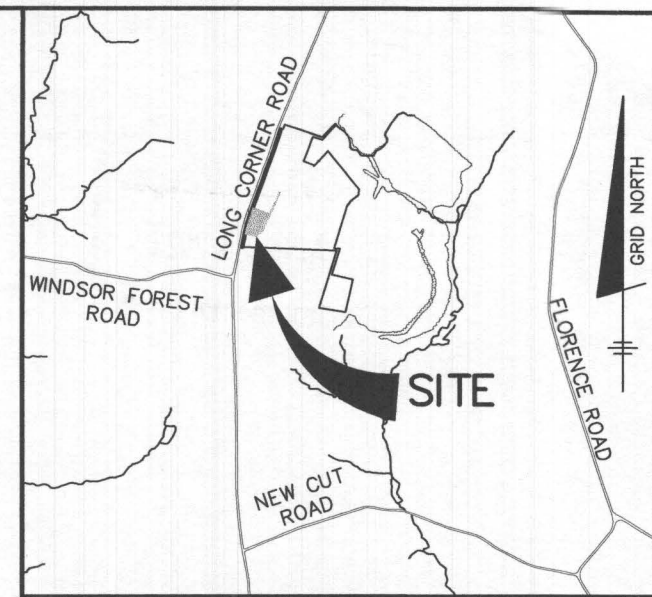 LONG CORNER ROAD
GRID NORTH
WINDSOR FOREST
ROAD
FLORENCE ROAD
SITE
NEW CUT
ROAD